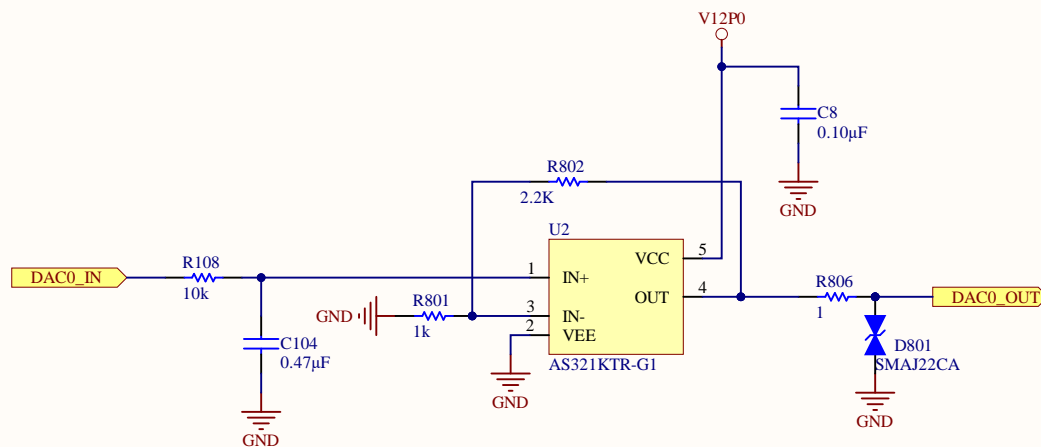 V12P0
C8
0.10µF
GND
R802
2.2K
U2
VCC
5
OUT
4
1
IN+
3
IN-
2
VEE
AS321KTR-G1
GND
DAC0_IN
R108
10k
C104
0.47µF
GND
GND
R801
1k
R806
1
DAC0_OUT
D801
SMAJ22CA
GND